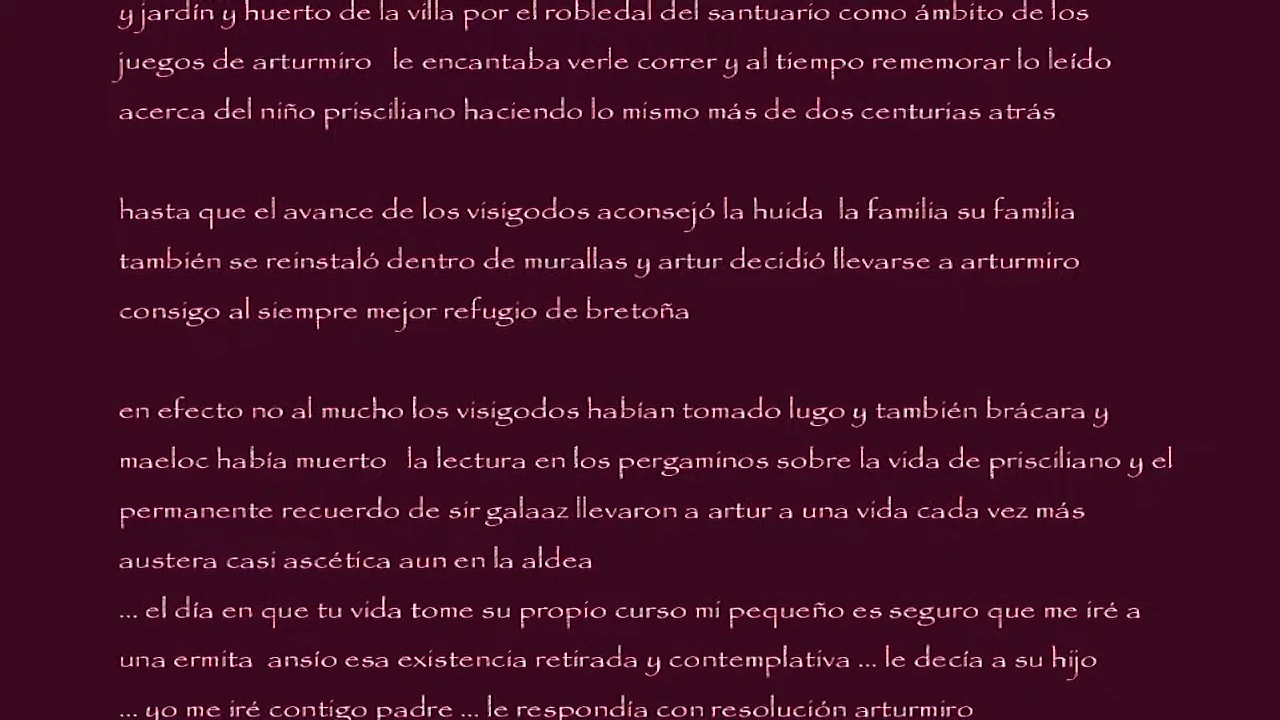 y jardín y huerto de la villa por el robledal del santuario como ámbito de los
juegos de arturmiro le encantaba verle correr y al tiempo rememorar lo leído
acerca del niño prisciliano haciendo lo mismo más de dos centurias atrás
hasta que el avance de los visigodos aconsejó la huida la familia su familia
también se reinstaló dentro de murallas y artur decidió llevarse a arturmiro
consigo al siempre mejor refugio de bretoña
en efecto no al mucho los visigodos habían tomado lugo y también brácara y
maeloc había muerto la lectura en los pergaminos sobre la vida de prisciliano y el
permanente recuerdo de sir galaaz llevaron a artur a una vida cada vez más
austera casi ascética aun en la aldea
... el día en que tu vida tome su propio curso mi pequeño es seguro que me iré a
una ermita ansío esa existencia retirada y contemplativa ... le decía a su hijo
... yo me iré contigo padre ... le respondía con resolución arturmiro